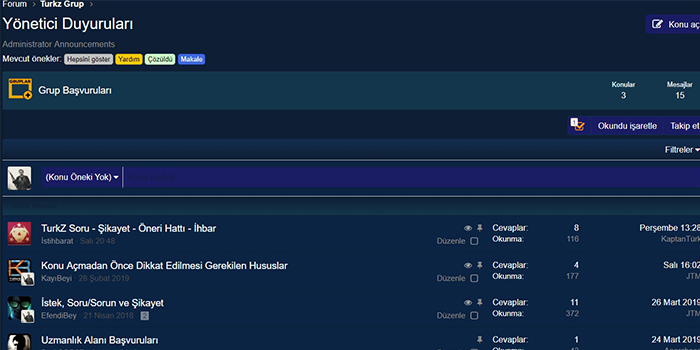 Forum › Turkz Grup ›
Yönetici Duyuruları
Konu aç
Administrator Announcements
Mevcut önekler: Hepsini göster Yardım Çözüldü Makale
GRUPLAR
Grup Başvuruları
Konular
3
Mesajlar
15
1
Okundu işaretle Takip et
Filtreler
(Konu Öneki Yok)
TurkZ Soru - Şikayet - Öneri Hattı - İhbar
İstihbarat · Salı 20:48
Düzenle
Cevaplar: 8
Okunma: 116
Perşembe 13:28
KaptanTürk
Konu Açmadan Önce Dikkat Edilmesi Gerekilen Hususlar
KayıBeyi · 28 Şubat 2019
Düzenle
Cevaplar: 4
Okunma: 177
Salı 16:02
JTM
İstek, Soru/Sorun ve Şikayet
EfendiBey · 21 Nisan 2018 2
Düzenle
Cevaplar: 11
Okunma: 372
26 Mart 2019
JTM
Uzmanlık Alanı Başvuruları
Cevaplar: 1
24 Mart 2019